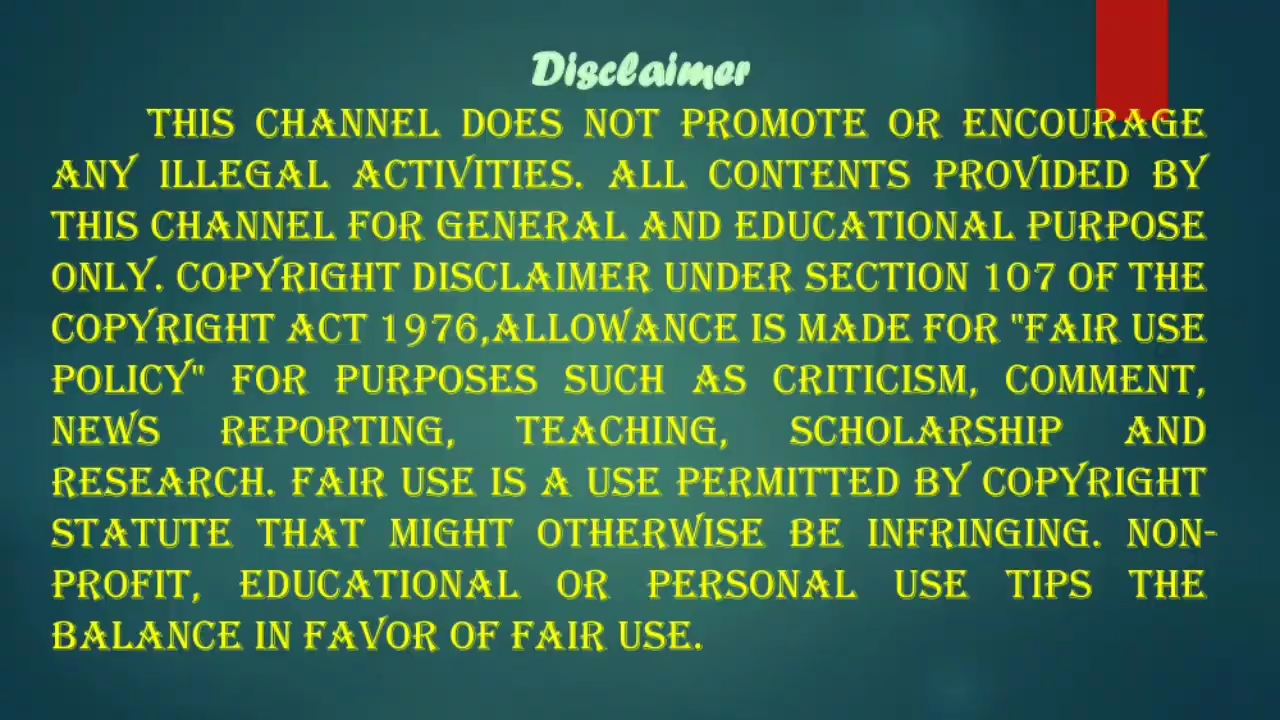 Disclaimer
THIS CHANNEL DOES NOT PROMOTE OR ENCOURAGE
ANY ILLEGAL ACTIVITIES. ALL CONTENTS PROVIDED BY
THIS CHANNEL FOR GENERAL AND EDUCATIONAL PURPOSE
ONLY. COPYRIGHT DISCLAIMER UNDER SECTION 107 OF THE
COPYRIGHT ACT 1976,ALLOWANCE IS MADE FOR "FAIR USE
POLICY" FOR PURPOSES SUCH AS CRITICISM, COMMENT,
NEWS REPORTING, TEACHING, SCHOLARSHIP AND
RESEARCH. FAIR USE IS A USE PERMITTED BY COPYRIGHT
STATUTE THAT MIGHT OTHERWISE BE INFRINGING. NON-
PROFIT, EDUCATIONAL OR PERSONAL USE TIPS THE
BALANCE IN FAVOR OF FAIR USE.